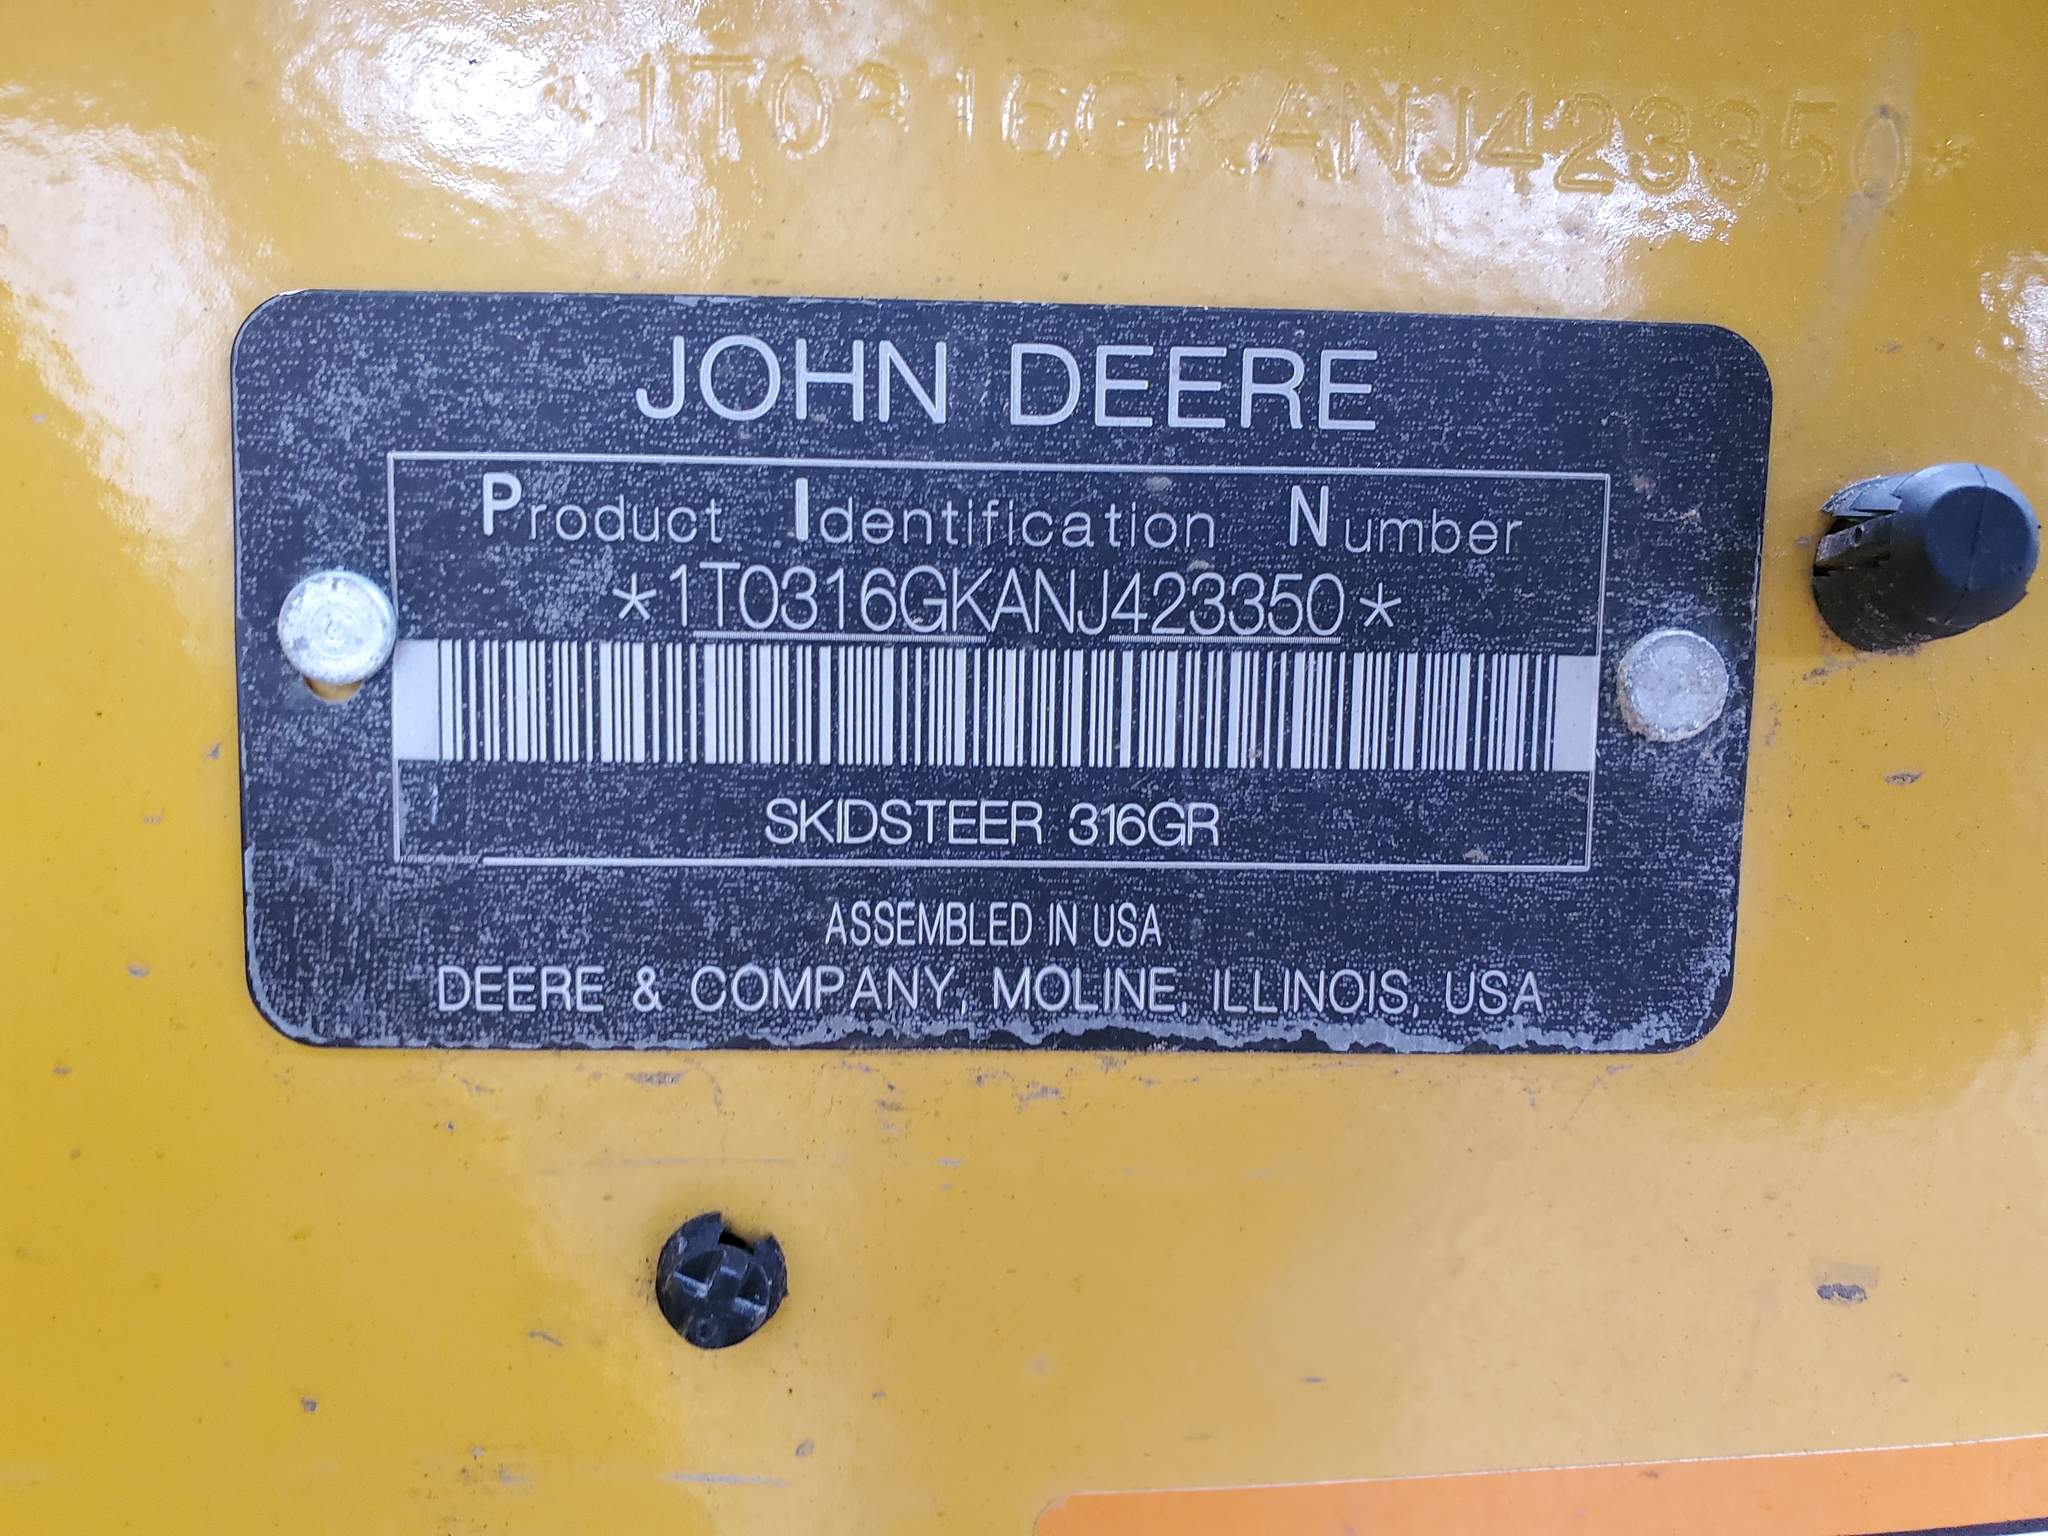 *1T0316GKANJ423350*
JOHN DEERE
Product Identification Number
*1T0316GKANJ423350*
SKIDSTEER 316GR
ASSEMBLED IN USA
DEERE & COMPANY, MOLINE, ILLINOIS, USA